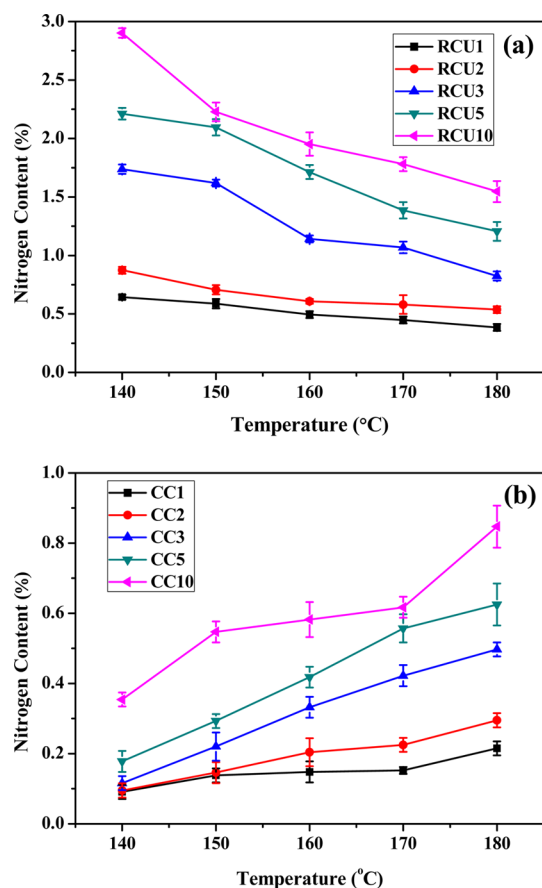 (a)
RCU1
RCU2
RCU3
RCU5
RCU10
Nitrogen Content (%)
3.0
2.5
2.0
1.5
1.0
0.5
0.0
140 150 160 170 180
Temperature (°C)
(b)
CC1
CC2
CC3
CC5
CC10
Nitrogen Content (%)
1.0
0.8
0.6
0.4
0.2
0.0
140 150 160 170 180
Temperature (°C)